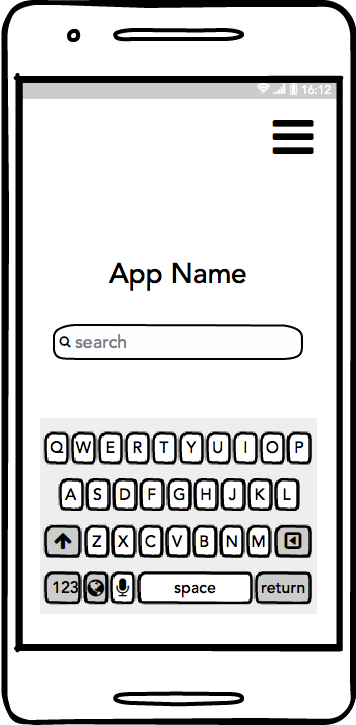 16:12
App Name
search
Q W E R T Y U I O P
A S D F G H J K L
Z X C V B N M
123 space return